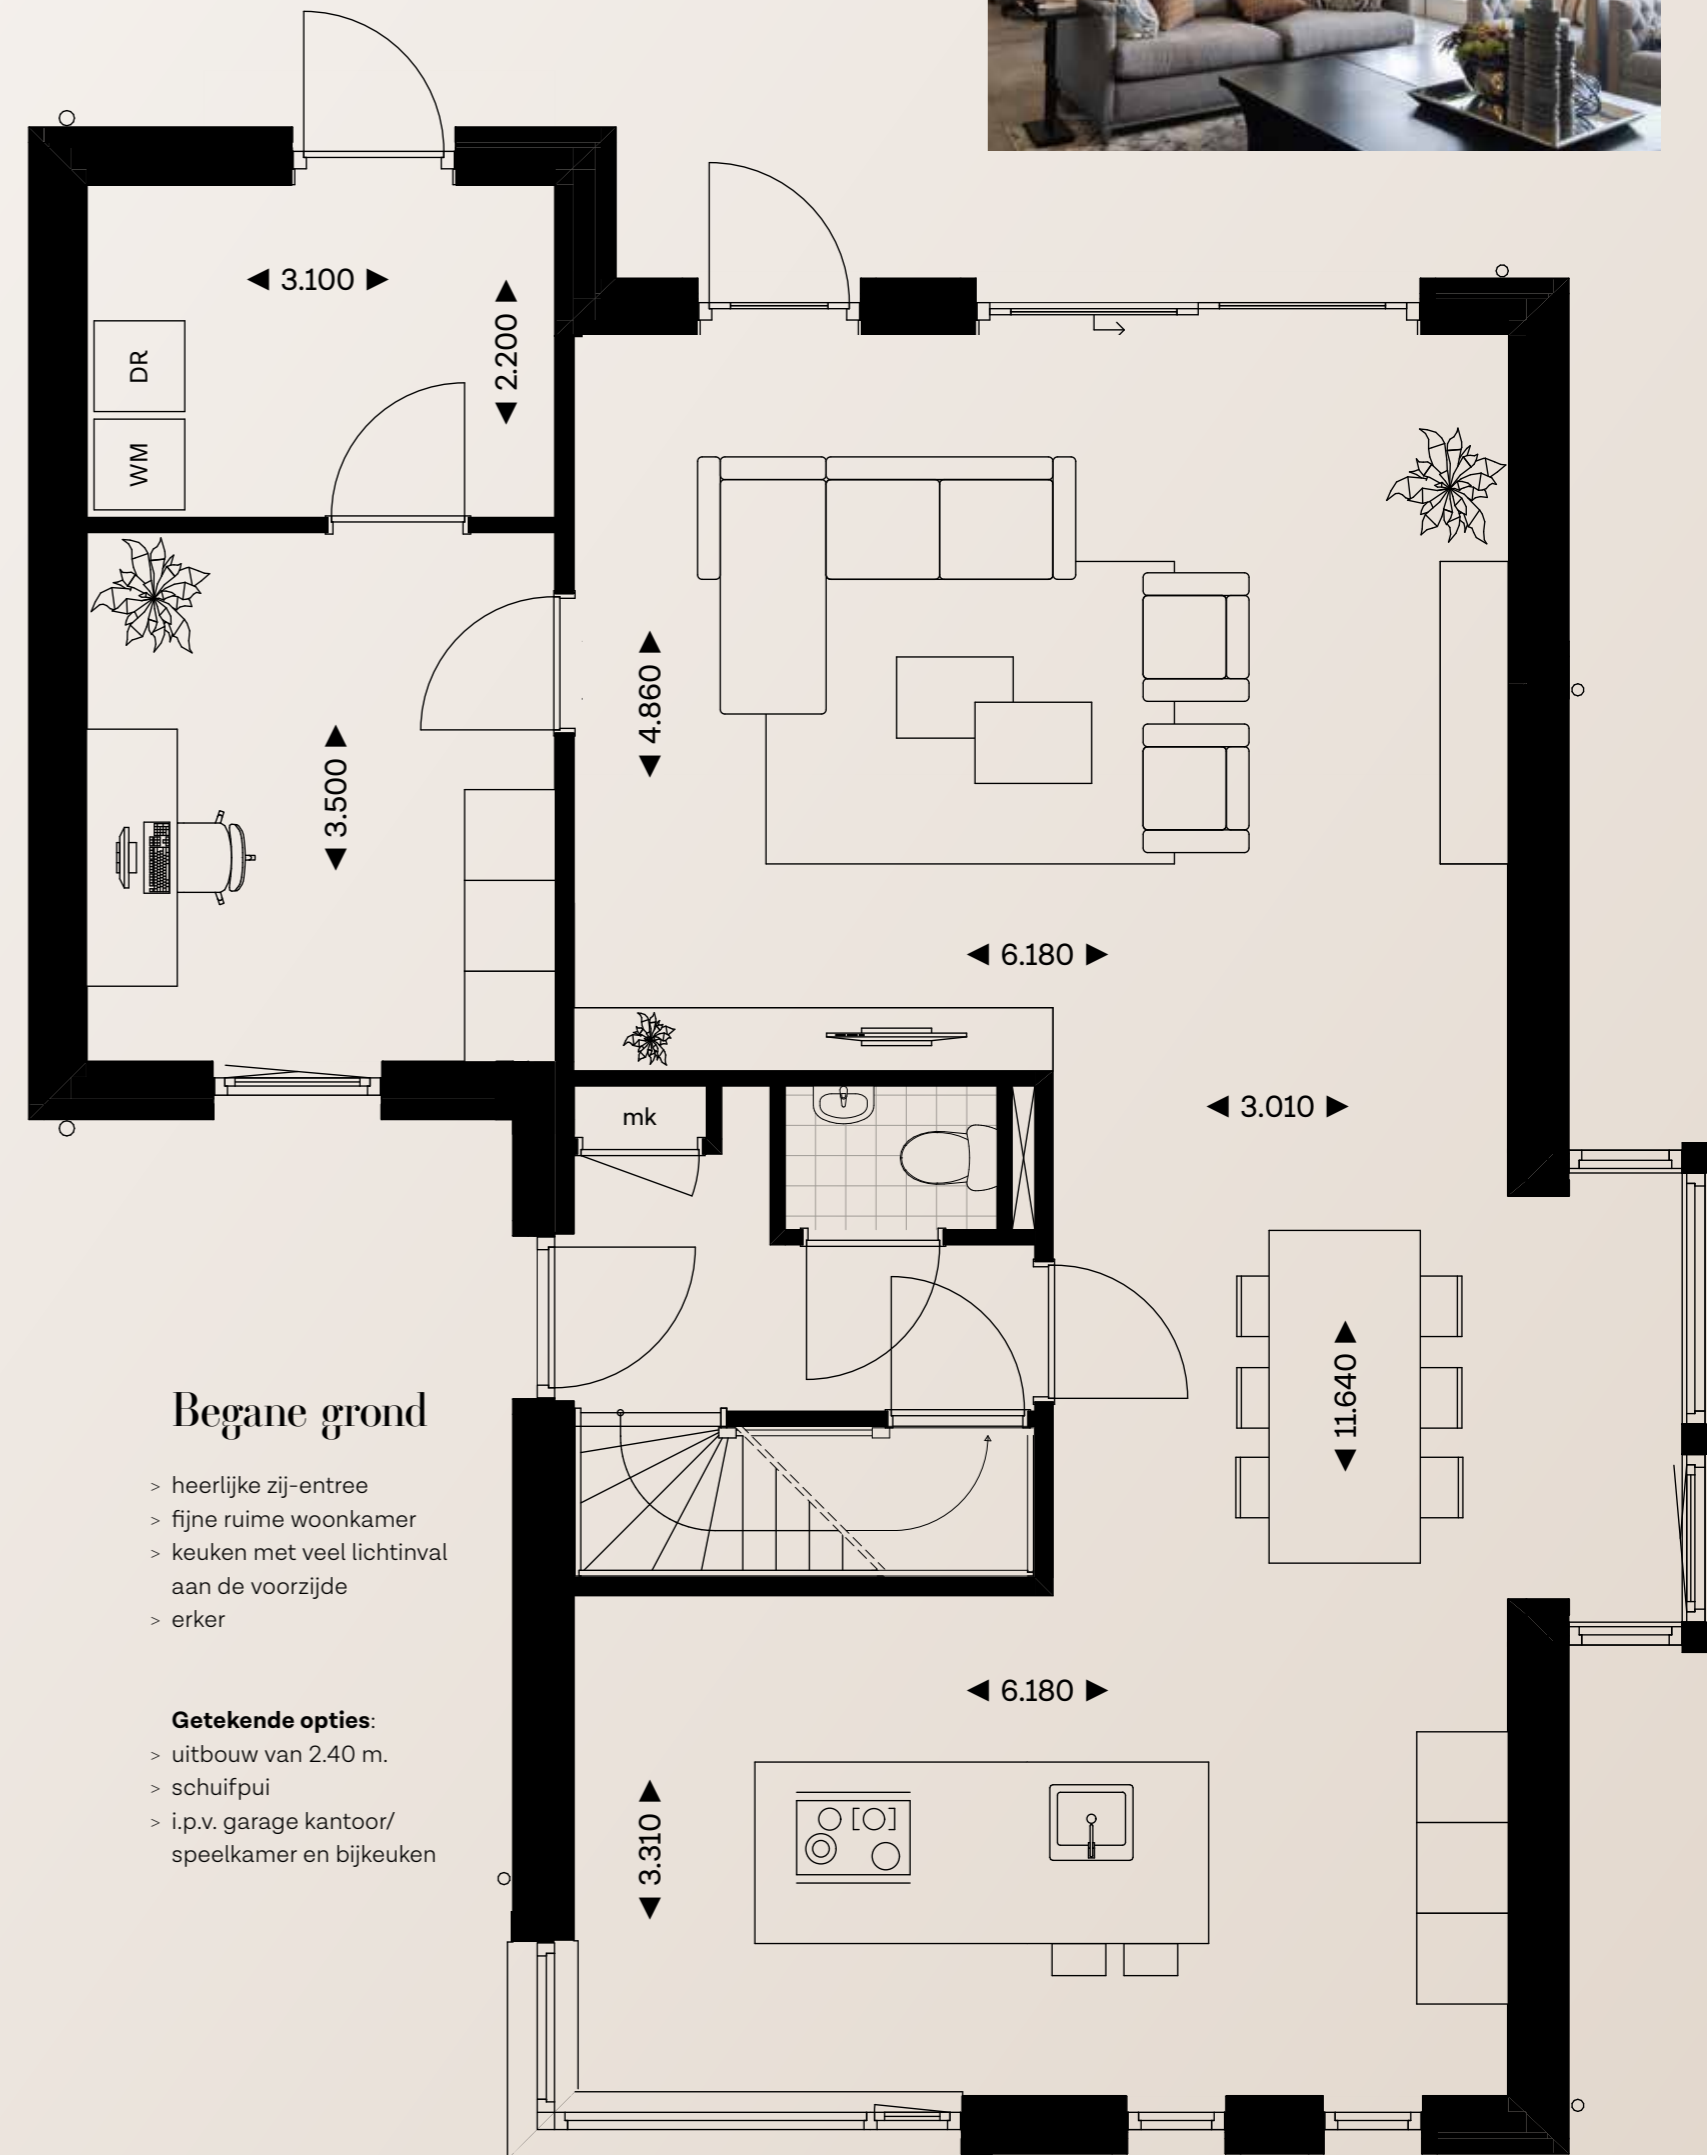 ◀ 3.100 ▶
◀ 2.200 ▶
DR
WM
◀ 3.500 ▶
◀ 4.860 ▶
◀ 6.180 ▶
mk
◀ 3.010 ▶
◀ 11.640 ▶
Begane grond
> heerlijke zij-entree
> fijne ruime woonkamer
> keuken met veel lichtinval
aan de voorzijde
> erker
Getekende opties:
> uitbouw van 2.40 m.
> schuifpui
> i.p.v. garage kantoor/
speelkamer en bijkeuken
◀ 6.180 ▶
◀ 3.310 ▶